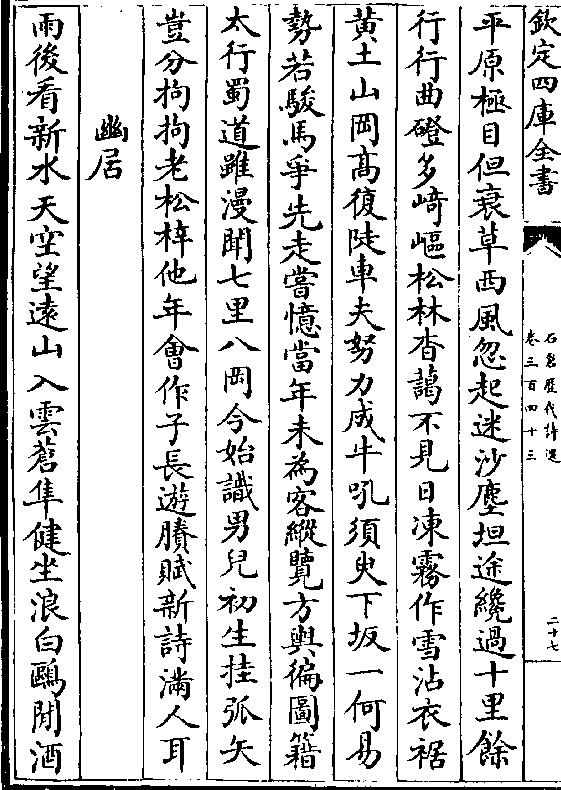 欽定四庫全書
石倉歷代詩選
卷三百四十三
二十七
平原極目但衰草西風忽起迷沙塵坦途纔過十里餘
行行曲磴多﨑嶇松林杳藹不見日凍霧作雪沾衣裾
黄土山岡髙復陡車夫努力成牛吼須臾下坂一何易
勢若駿馬爭先走嘗憶當年未為客縱覽方輿徧圖籍
太行蜀道雖漫聞七里八岡今始識男兒初生挂弧矢
豈分拘拘老松梓他年會作子長遊賸賦新詩滿人耳
幽居
雨後看新水天空望逺山入雲蒼隼健坐浪白鷗閒酒